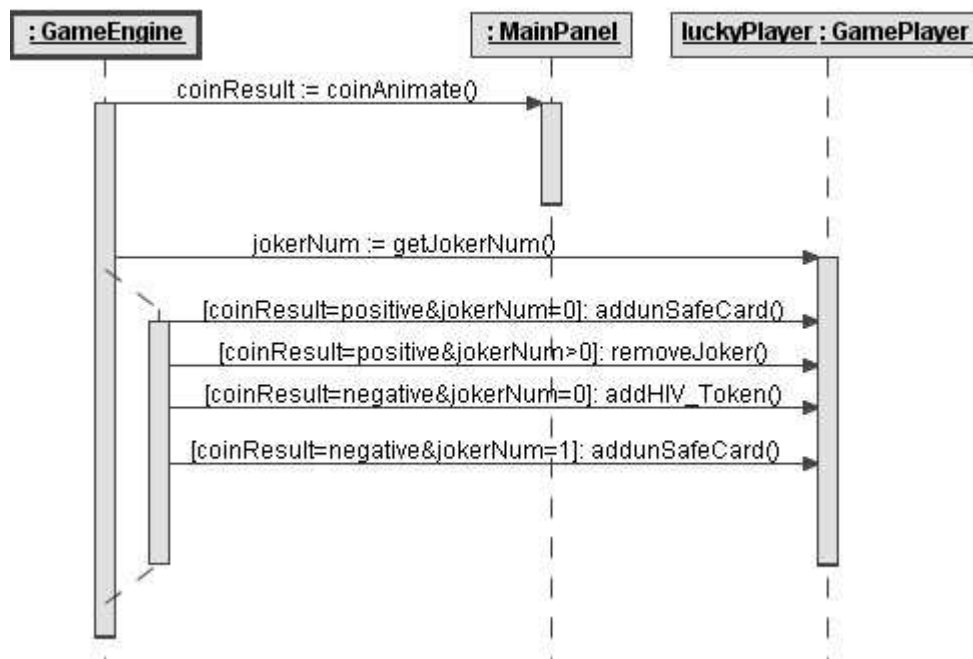 : GameEngine
: MainPanel
luckyPlayer : GamePlayer
coinResult := coinAnimate()
jokerNum := getJokerNum()
[coinResult=positive&jokerNum=0]: addunSafeCard()
[coinResult=positive&jokerNum>0]: removeJoker()
[coinResult=negative&jokerNum=0]: addHIV_Token()
[coinResult=negative&jokerNum=1]: addunSafeCard()